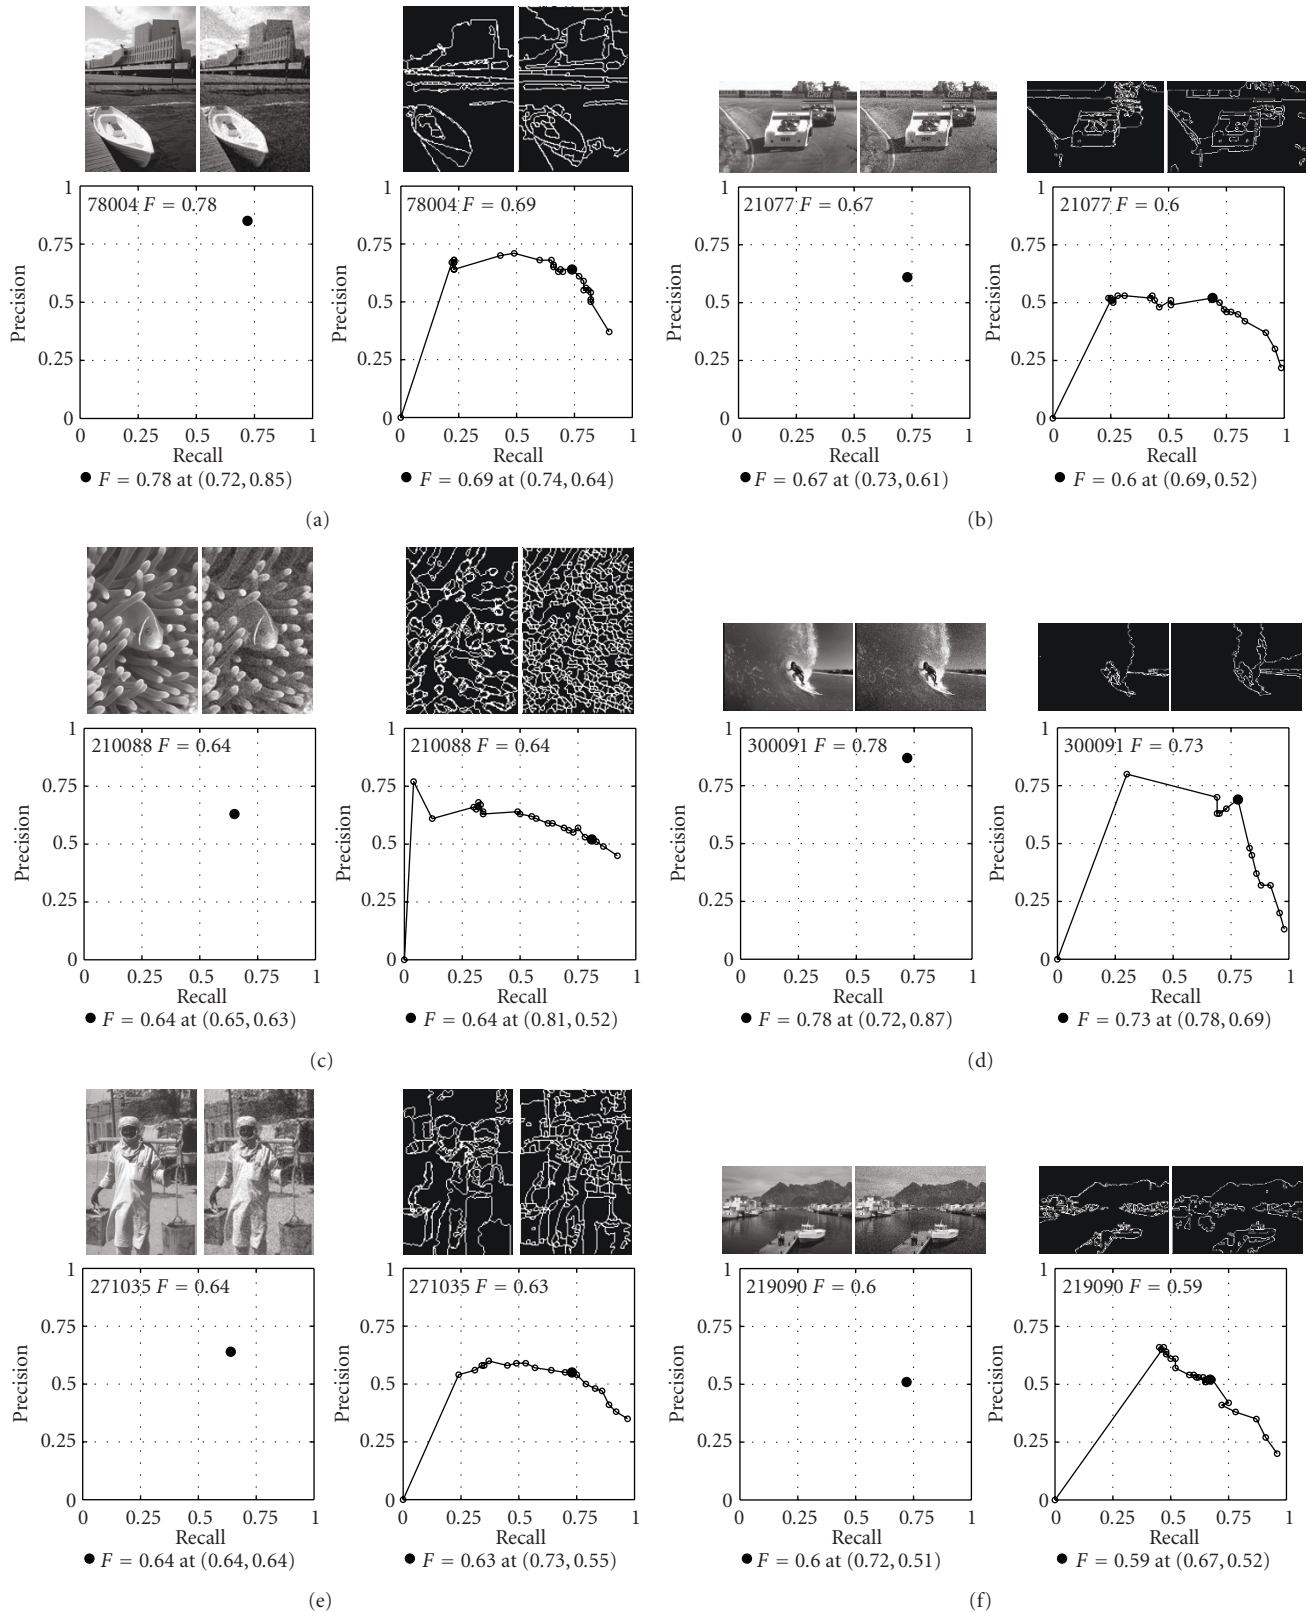 1
78004 F = 0.78
0.75
Precision
0.5
0.25
0
0 0.25 0.5 0.75 1
Recall
● F = 0.78 at (0.72, 0.85)
1
78004 F = 0.69
0.75
Precision
0.5
0.25
0
0 0.25 0.5 0.75 1
Recall
● F = 0.69 at (0.74, 0.64)
(a)
1
21077 F = 0.67
0.75
Precision
0.5
0.25
0
0 0.25 0.5 0.75 1
Recall
● F = 0.67 at (0.73, 0.61)
1
21077 F = 0.6
0.75
Precision
0.5
0.25
0
0 0.25 0.5 0.75 1
Recall
● F = 0.6 at (0.69, 0.52)
(b)
1
210088 F = 0.64
0.75
Precision
0.5
0.25
0
0 0.25 0.5 0.75 1
Recall
● F = 0.64 at (0.65, 0.63)
1
210088 F = 0.64
0.75
Precision
0.5
0.25
0
0 0.25 0.5 0.75 1
Recall
● F = 0.64 at (0.81, 0.52)
(c)
1
300091 F = 0.78
0.75
Precision
0.5
0.25
0
0 0.25 0.5 0.75 1
Recall
● F = 0.78 at (0.72, 0.87)
1
300091 F = 0.73
0.75
Precision
0.5
0.25
0
0 0.25 0.5 0.75 1
Recall
● F = 0.73 at (0.78, 0.69)
(d)
1
271035 F = 0.64
0.75
Precision
0.5
0.25
0
0 0.25 0.5 0.75 1
Recall
● F = 0.64 at (0.64, 0.64)
1
271035 F = 0.63
0.75
Precision
0.5
0.25
0
0 0.25 0.5 0.75 1
Recall
● F = 0.63 at (0.73, 0.55)
(e)
1
219090 F = 0.6
0.75
Precision
0.5
0.25
0
0 0.25 0.5 0.75 1
Recall
● F = 0.6 at (0.72, 0.51)
1
219090 F = 0.59
0.75
Precision
0.5
0.25
0
0 0.25 0.5 0.75 1
Recall
● F = 0.59 at (0.67, 0.52)
(f)